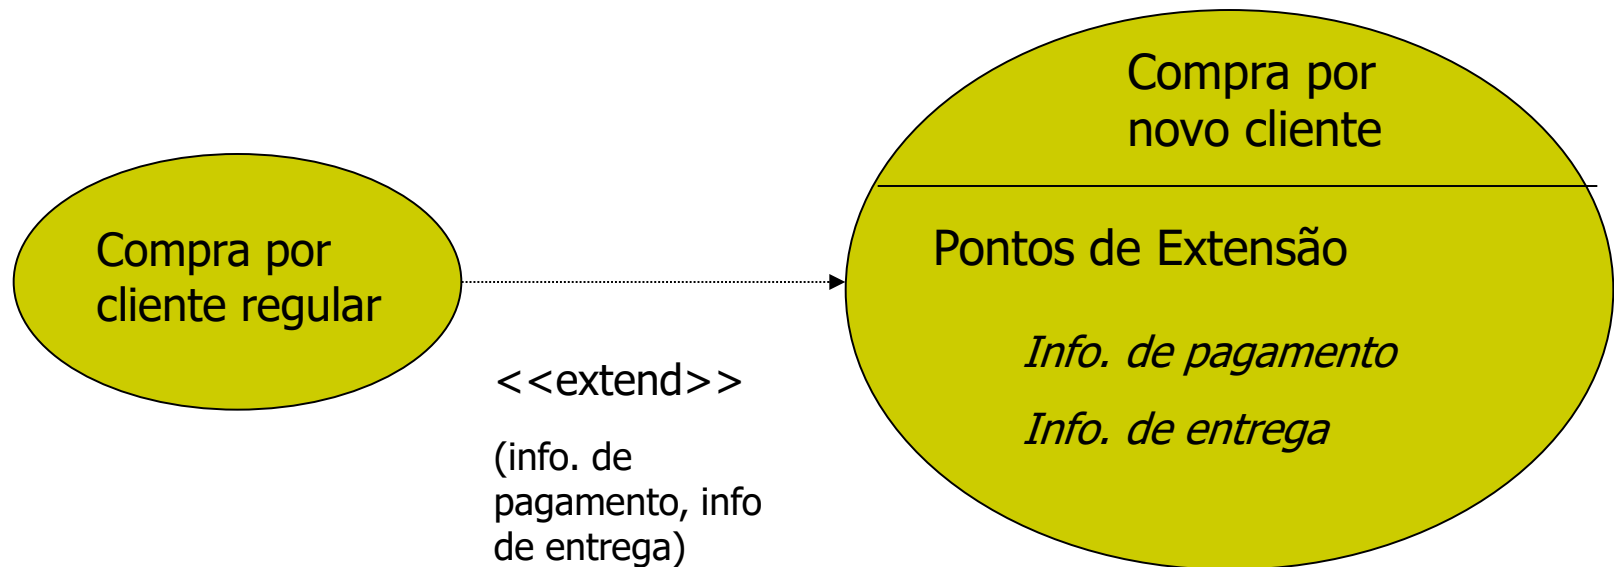 Compra por
novo cliente
Compra por
cliente regular
Pontos de Extensão
Info. de pagamento
Info. de entrega
<<extend>>
(info. de
pagamento, info
de entrega)